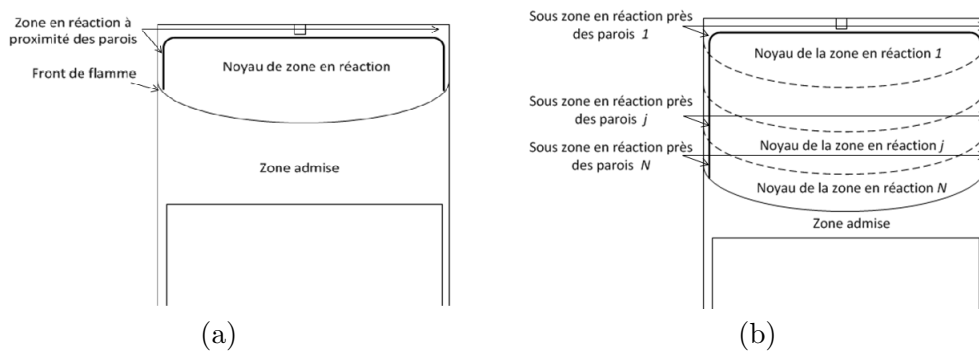 Zone en réaction à
proximité des parois
Noyau de zone en réaction
Front de flamme
Zone admise
(a)
Sous zone en réaction près
des parois 1
Noyau de la zone en réaction 1
Sous zone en réaction près
des parois j
Noyau de la zone en réaction j
Sous zone en réaction près
des parois N
Noyau de la zone en réaction N
Zone admise
(b)